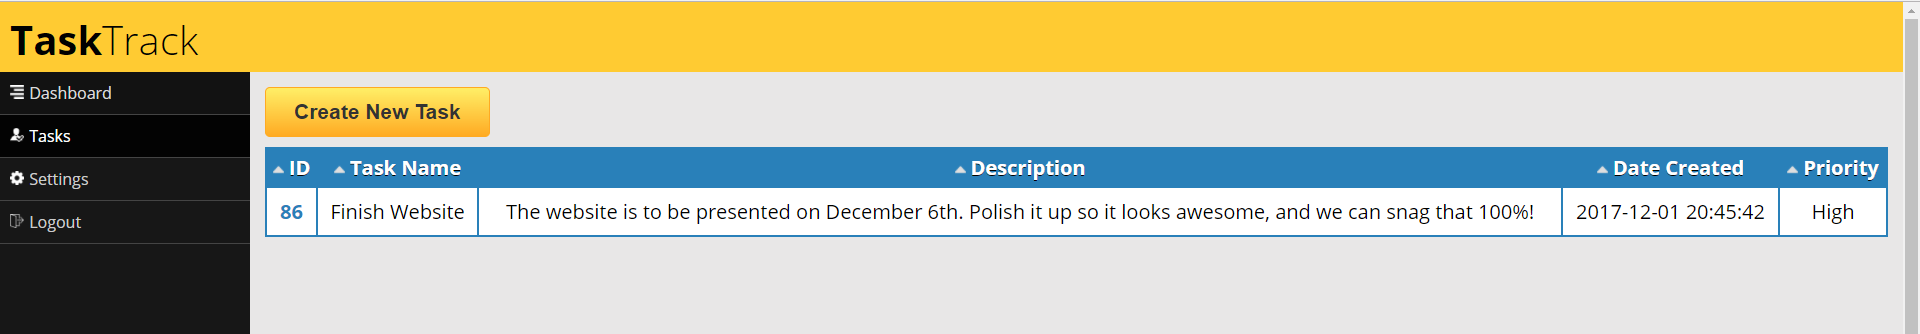 TaskTrack
Dashboard
Tasks
Settings
Logout
Create New Task
ID Task Name Description Date Created Priority
86 Finish Website The website is to be presented on December 6th. Polish it up so it looks awesome, and we can snag that 100%! 2017-12-01 20:45:42 High